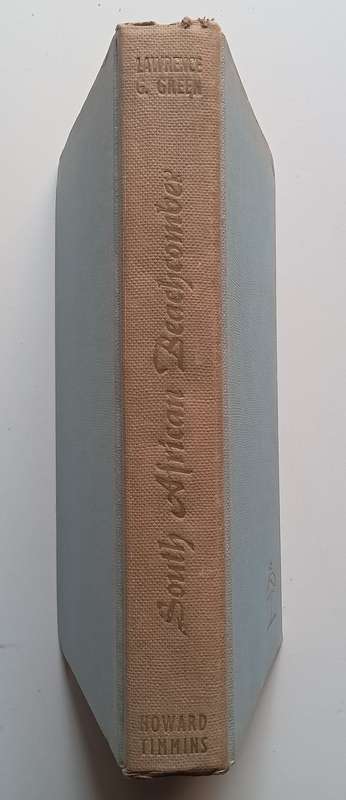 LAWRENCE
G. GREEN
South African Beachcomber
HOWARD
TIMMINS